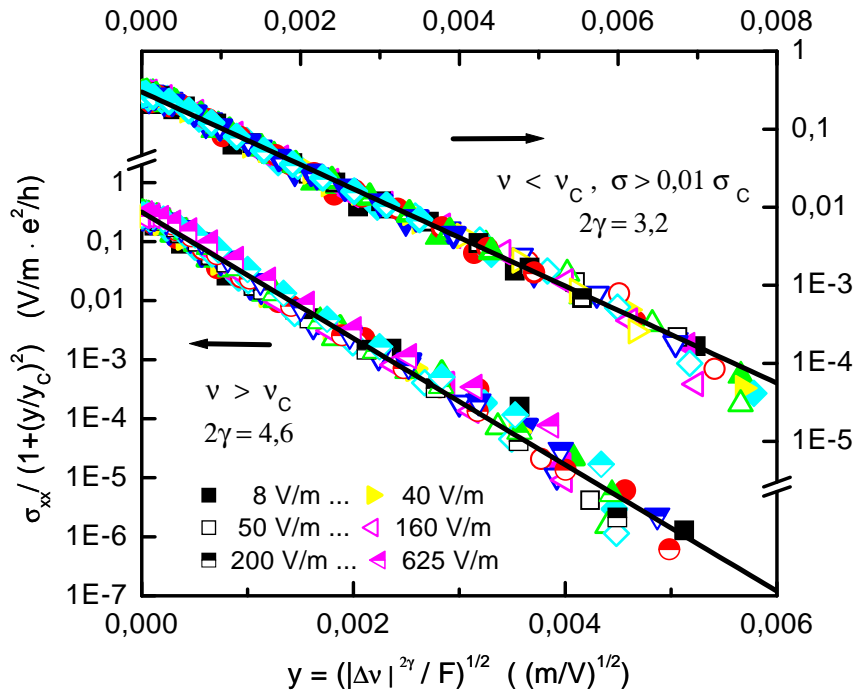 0,000 0,002 0,004 0,006 0,008
1
0,1
0,01
1E-3
1E-4
1E-5
ν < ν_C , σ > 0,01 σ_C
2γ = 3,2
1
0,1
0,01
1E-3
1E-4
1E-5
1E-6
1E-7
σ_xx / (1+(y/y_C)^2) (V/m · e^2/h)
ν > ν_C
2γ = 4,6
8 V/m ... 40 V/m
50 V/m ... 160 V/m
200 V/m ... 625 V/m
0,000 0,002 0,004 0,006
y = (|Δν|^2γ / F)^1/2 ( (m/V)^1/2)